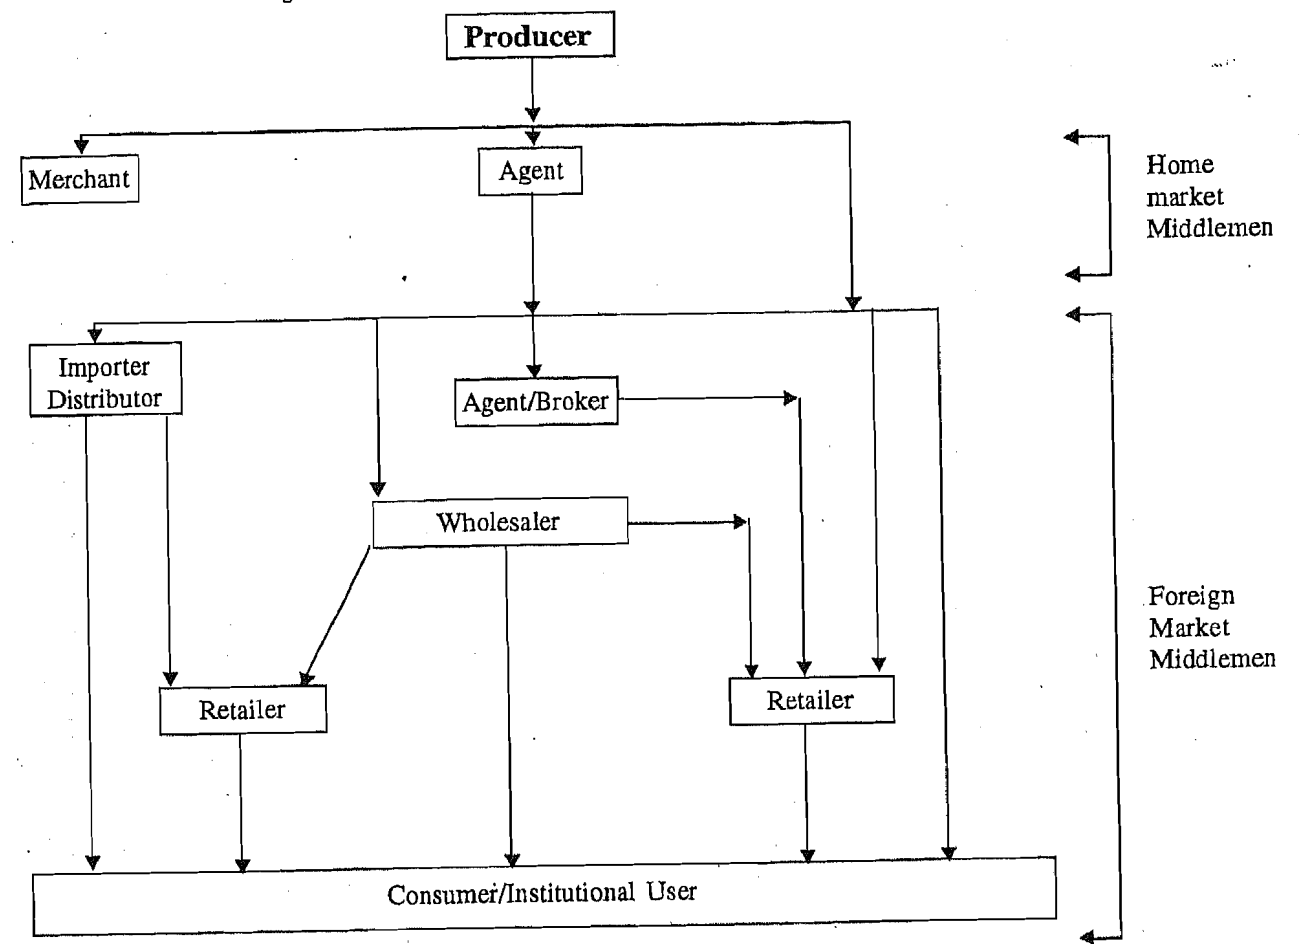 Producer
Merchant
Agent
Home
market
Middlemen
Importer
Distributor
Agent/Broker
Wholesaler
Foreign
Market
Middlemen
Retailer
Retailer
Consumer/Institutional User